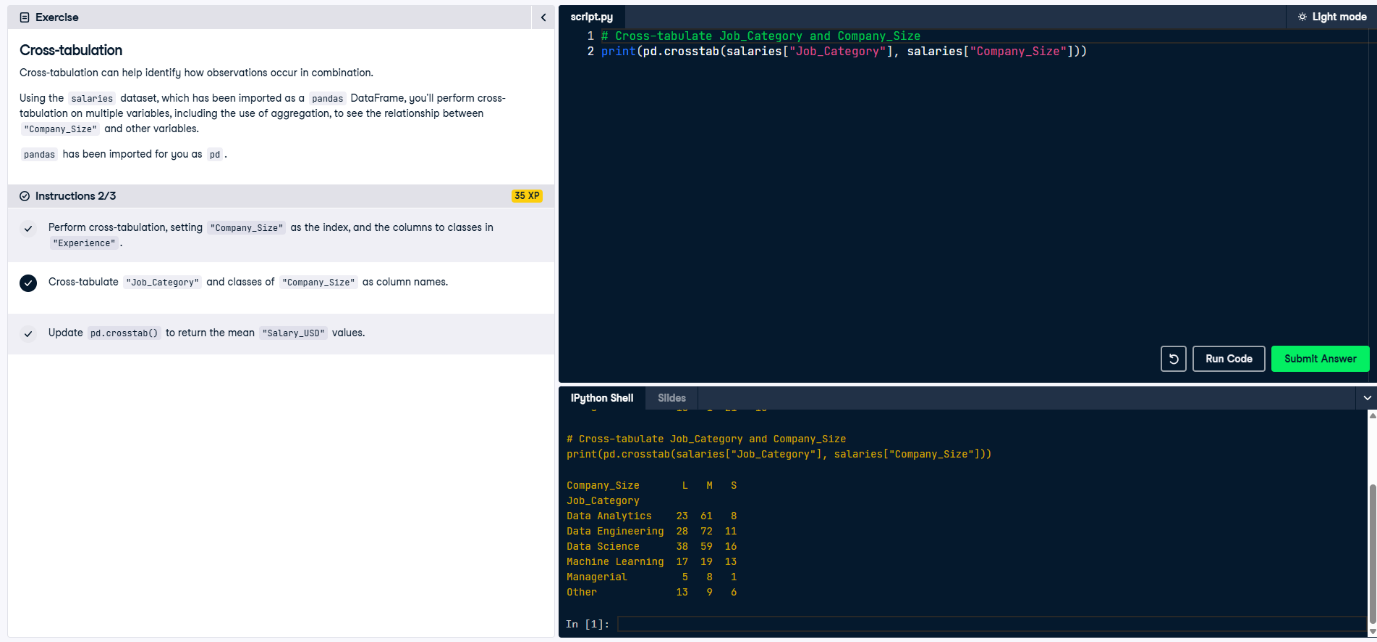 Exercise
Cross-tabulation
Cross-tabulation can help identify how observations occur in combination.
Using the salaries dataset, which has been imported as a pandas DataFrame, you'll perform cross-
tabulation on multiple variables, including the use of aggregation, to see the relationship between
"Company_Size" and other variables.
pandas has been imported for you as pd .
Instructions 2/3
35 XP
Perform cross-tabulation, setting "Company_Size" as the index, and the columns to classes in
"Experience" .
Cross-tabulate "Job_Category" and classes of "Company_Size" as column names.
Update pd.crosstab() to return the mean "Salary_USD" values.
script.py
Light mode
1 # Cross-tabulate Job_Category and Company_Size
2 print(pd.crosstab(salaries["Job_Category"], salaries["Company_Size"]))
Run Code
Submit Answer
IPython Shell
Slides
# Cross-tabulate Job_Category and Company_Size
print(pd.crosstab(salaries["Job_Category"], salaries["Company_Size"]))
Company_Size L M S
Job_Category
Data Analytics 23 61 8
Data Engineering 28 72 11
Data Science 38 59 16
Machine Learning 17 19 13
Managerial 5 8 1
Other 13 9 6
In [1]: